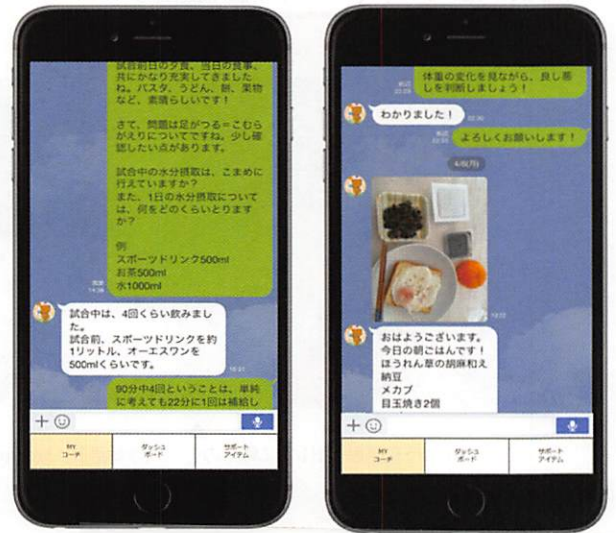 試合前日の夕食。当日の食事、
共にかなり充実してきました
ね。パスタ、うどん、餅、果物
など、素晴らしいです！
さて、問題は足がつる＝こむら
がえりについてですね。少し確
認したい点があります。
試合中の水分摂取は、こまめに
行えていますか？
また、1日の水分摂取について
は、何をどのくらいとります
か？
例
スポーツドリンク500ml
お茶500ml
水1000ml
既読
試合中は、4回くらい飲みまし
た。
試合前、スポーツドリンクを約
1リットル、オーエスワンを
500mlくらいです。
90分中4回ということは、単純
に考えても22分に1回は補給し
MY
コーチ
ダッシュ
ボード
サポート
アイテム
体重の変化を見ながら、良し悪
しを判断しましょう！
既読
わかりました！
よろしくお願いします！
既読
4/6(月)
おはようございます。
今日の朝ごはんです！
ほうれん草の胡麻和え
納豆
メカブ
目玉焼き2個
MY
コーチ
ダッシュ
ボード
サポート
アイテム